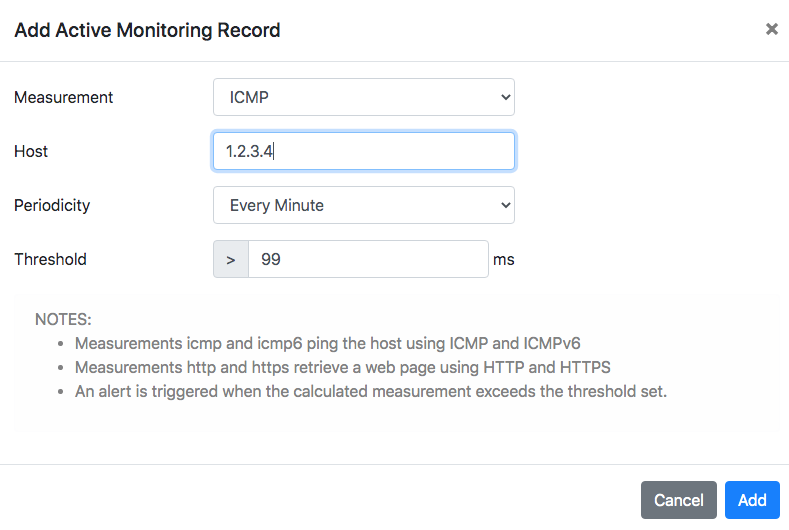 Add Active Monitoring Record ×
Measurement ICMP
Host 1.2.3.4
Periodicity Every Minute
Threshold > 99 ms
NOTES:
• Measurements icmp and icmp6 ping the host using ICMP and ICMPv6
• Measurements http and https retrieve a web page using HTTP and HTTPS
• An alert is triggered when the calculated measurement exceeds the threshold set.
Cancel Add